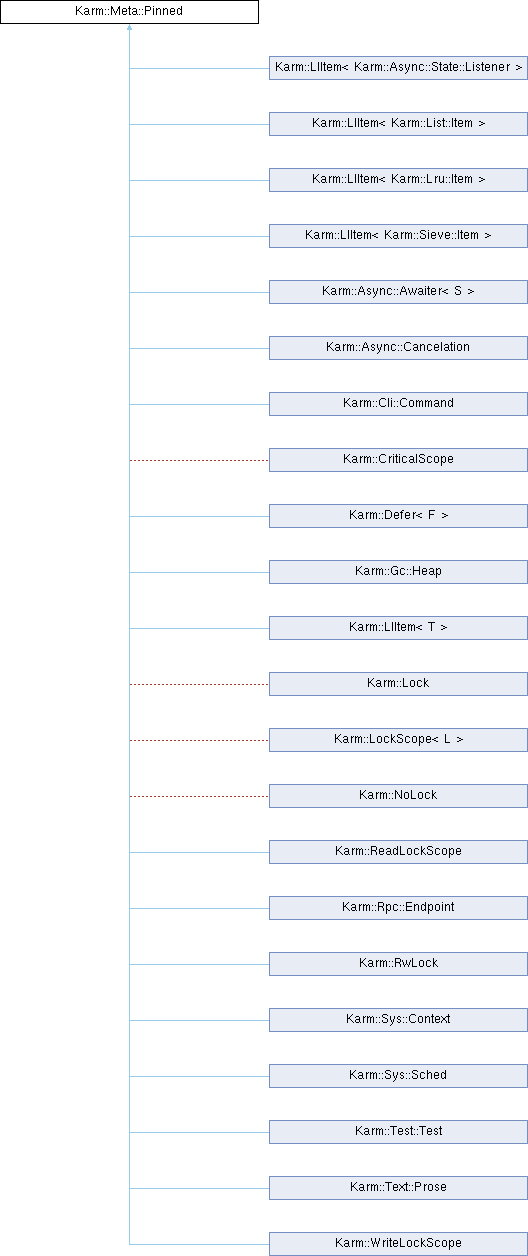 Karm::Meta::Pinned
Karm::LlItem< Karm::Async::State::Listener >
Karm::LlItem< Karm::List::Item >
Karm::LlItem< Karm::Lru::Item >
Karm::LlItem< Karm::Sieve::Item >
Karm::Async::Awaiter< S >
Karm::Async::Cancelation
Karm::Cli::Command
Karm::CriticalScope
Karm::Defer< F >
Karm::Gc::Heap
Karm::LlItem< T >
Karm::Lock
Karm::LockScope< L >
Karm::NoLock
Karm::ReadLockScope
Karm::Rpc::Endpoint
Karm::RwLock
Karm::Sys::Context
Karm::Sys::Sched
Karm::Test::Test
Karm::Text::Prose
Karm::WriteLockScope